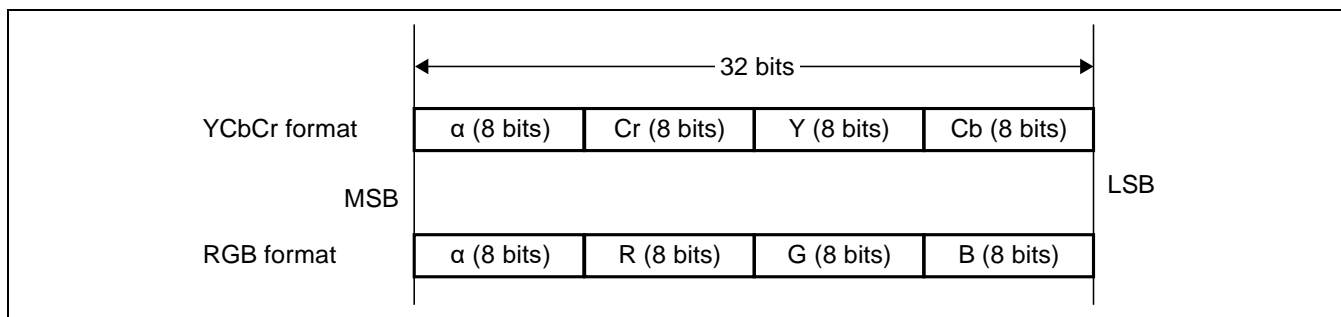 32 bits
YCbCr format α (8 bits) Cr (8 bits) Y (8 bits) Cb (8 bits)
MSB LSB
RGB format α (8 bits) R (8 bits) G (8 bits) B (8 bits)